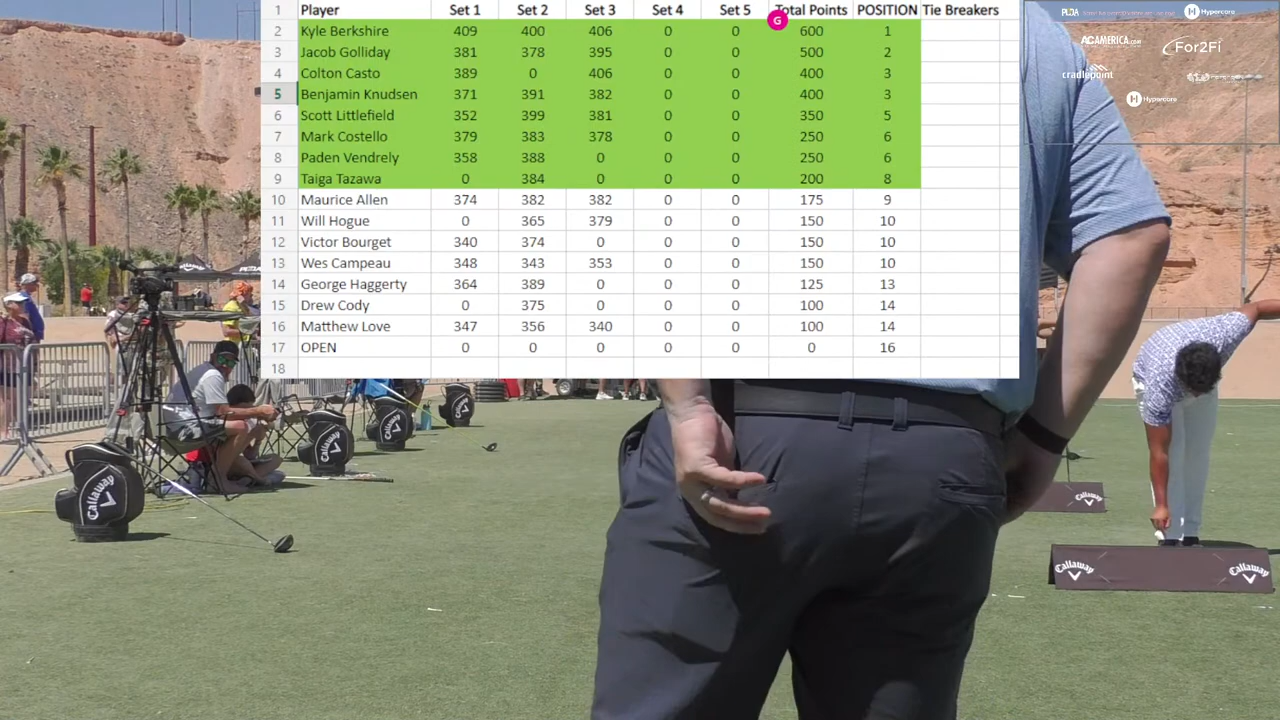 1 Player Set 1 Set 2 Set 3 Set 4 Set 5 Total Points POSITION Tie Breakers
G
2 Kyle Berkshire 409 400 406 0 0 600 1
3 Jacob Golliday 381 378 395 0 0 500 2
4 Colton Casto 389 0 406 0 0 400 3
5 Benjamin Knudsen 371 391 382 0 0 400 3
6 Scott Littlefield 352 399 381 0 0 350 5
7 Mark Costello 379 383 378 0 0 250 6
8 Paden Vendrely 358 388 0 0 0 250 6
9 Taiga Tazawa 0 384 0 0 0 200 8
10 Maurice Allen 374 382 382 0 0 175 9
11 Will Hogue 0 365 379 0 0 150 10
12 Victor Bourget 340 374 0 0 0 150 10
13 Wes Campeau 348 343 353 0 0 150 10
14 George Haggerty 364 389 0 0 0 125 13
15 Drew Cody 0 375 0 0 0 100 14
16 Matthew Love 347 356 340 0 0 100 14
17 OPEN 0 0 0 0 0 0 16
18
Hypercore
ACAMERICA.com
For2Fi
cradlepoint
Hypercore
Callaway
Callaway
Callaway
Callaway
Callaway
Callaway